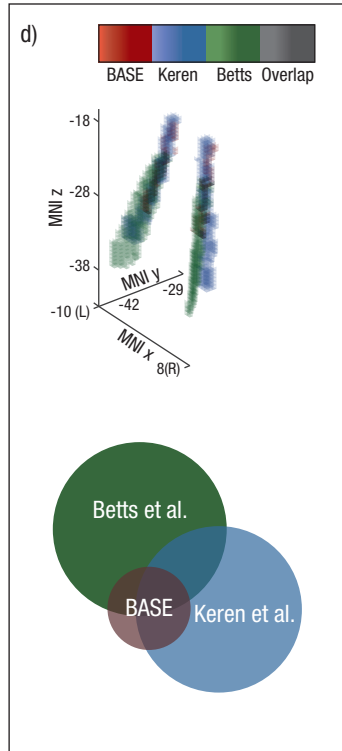 d)
BASE Keren Betts Overlap
-18
-28
-38
MNI z
MNI y
-29
-42
-10 (L)
MNI x
8(R)
Betts et al.
BASE
Keren et al.